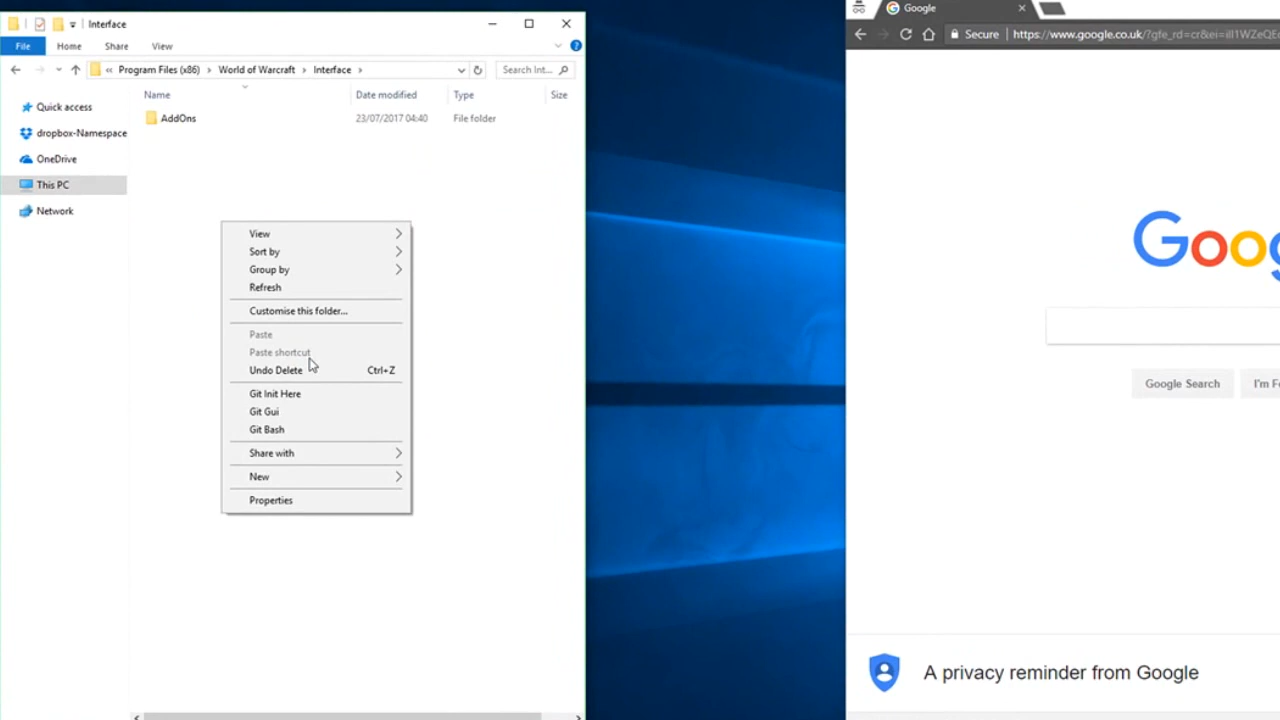 Interface
File Home Share View
« Program Files (x86) > World of Warcraft > Interface > Search Int...
Name Date modified Type Size
AddOns 23/07/2017 04:40 File folder
Quick access
dropbox-Namespace
OneDrive
This PC
Network
View
Sort by
Group by
Refresh
Customise this folder...
Paste
Paste shortcut
Undo Delete Ctrl+Z
Git Init Here
Git Gui
Git Bash
Share with
New
Properties
Google
Secure https://www.google.co.uk/?gfe_rd=cr&ei=
Goog
Google Search I'm F
A privacy reminder from Google